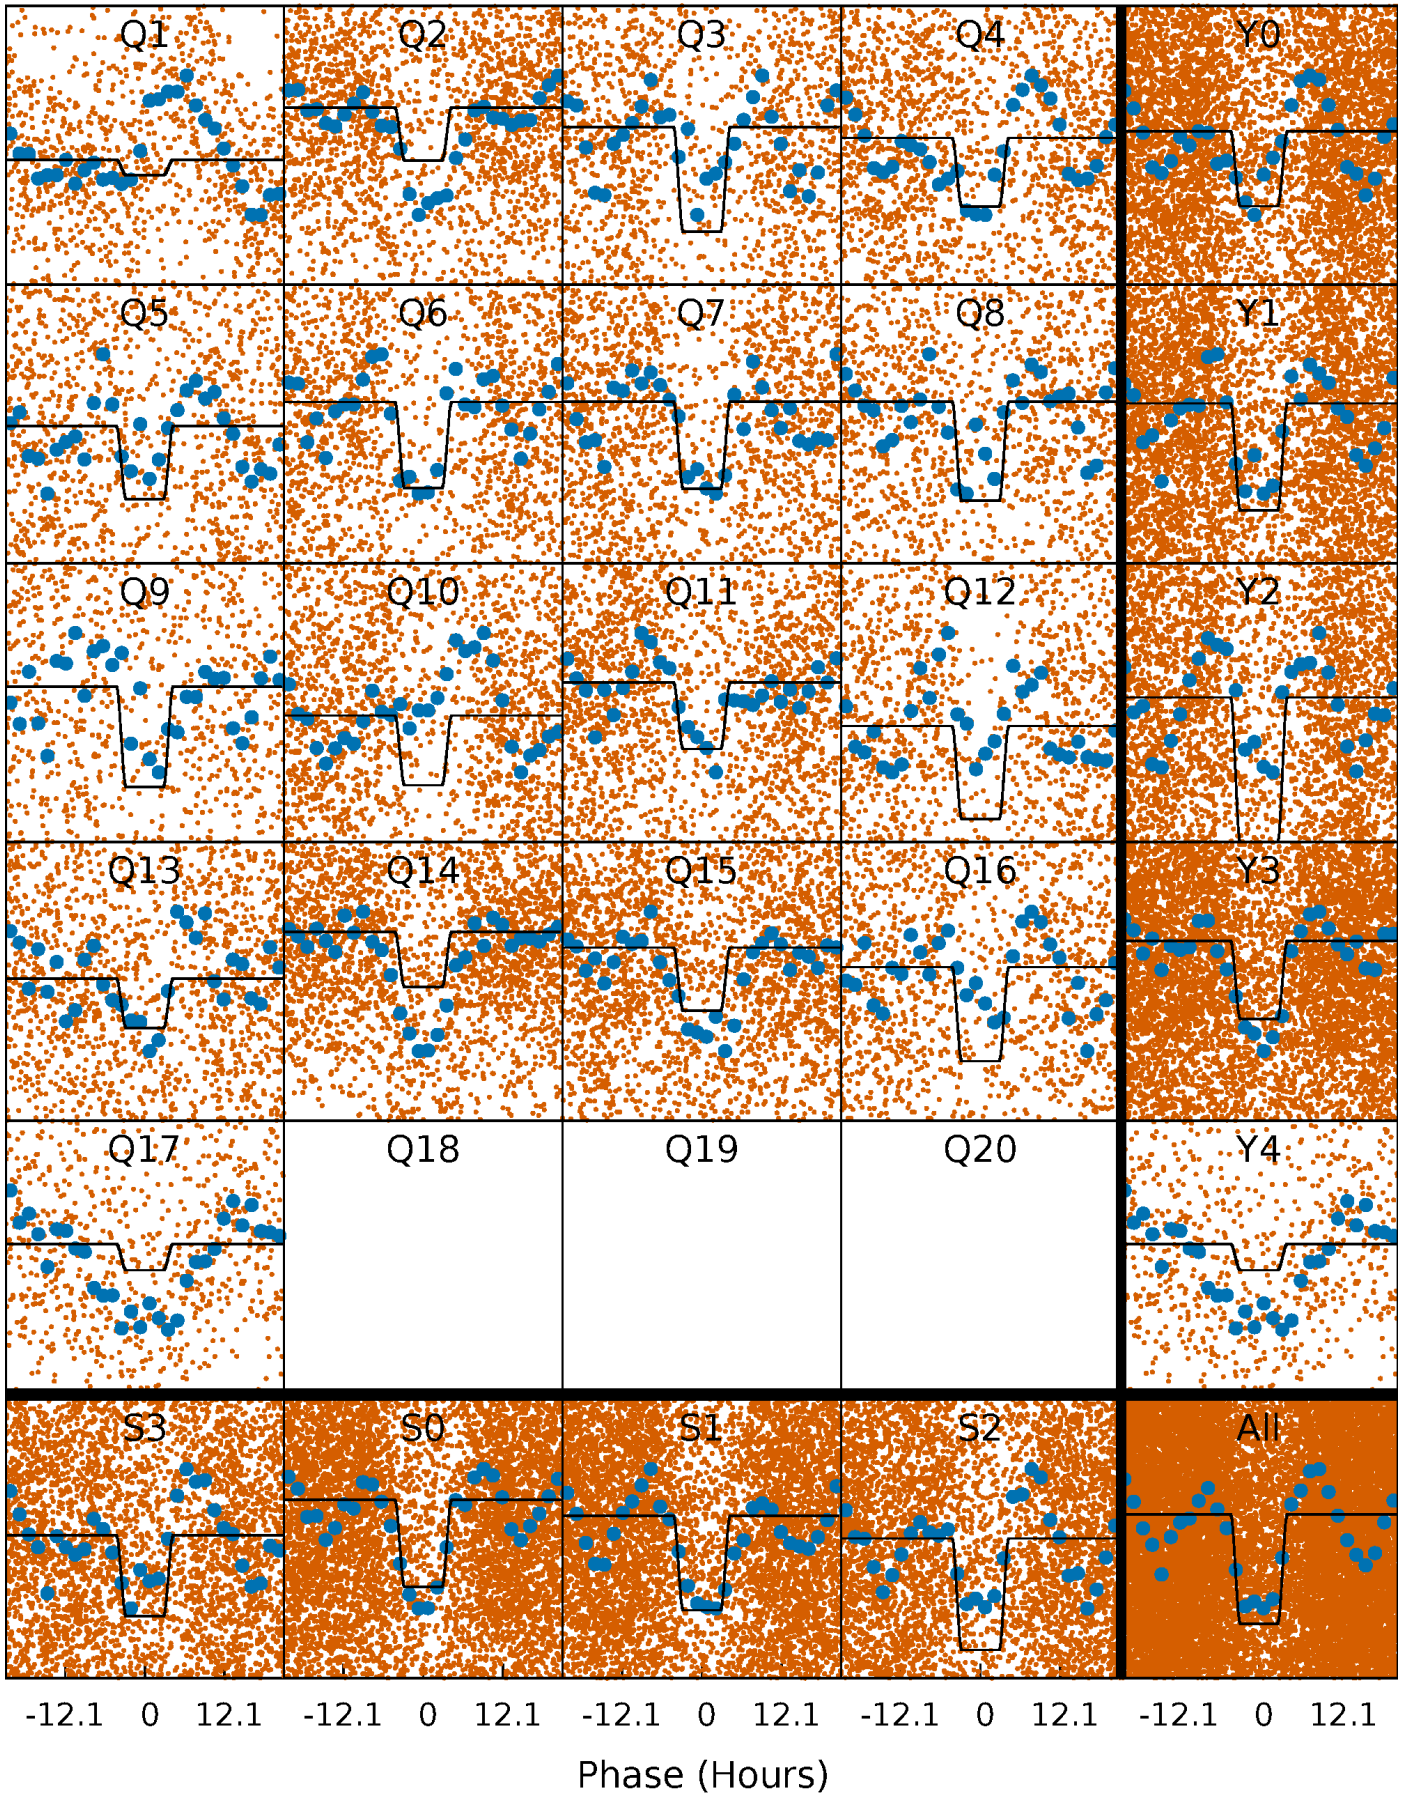 Q1 Q2 Q3 Q4 Y0
Q5 Q6 Q7 Q8 Y1
Q9 Q10 Q11 Q12 Y2
Q13 Q14 Q15 Q16 Y3
Q17 Q18 Q19 Q20 Y4
S3 S0 S1 S2 All
-12.1 0 12.1 -12.1 0 12.1 -12.1 0 12.1 -12.1 0 12.1 -12.1 0 12.1
Phase (Hours)